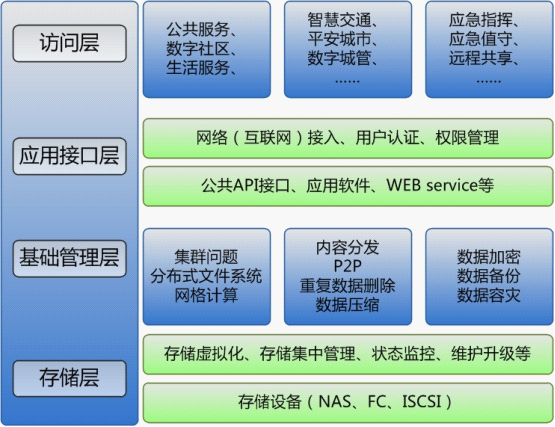 访问层
公共服务、
数字社区、
生活服务、
智慧交通、
平安城市、
数字城管、
......
应急指挥、
应急值守、
远程共享、
......
应用接口层
网络（互联网）接入、用户认证、权限管理
公共API接口、应用软件、WEB service等
基础管理层
集群问题
分布式文件系统
网格计算
内容分发
P2P
重复数据删除
数据压缩
数据加密
数据备份
数据容灾
存储层
存储虚拟化、存储集中管理、状态监控、维护升级等
存储设备（NAS、FC、ISCSI）